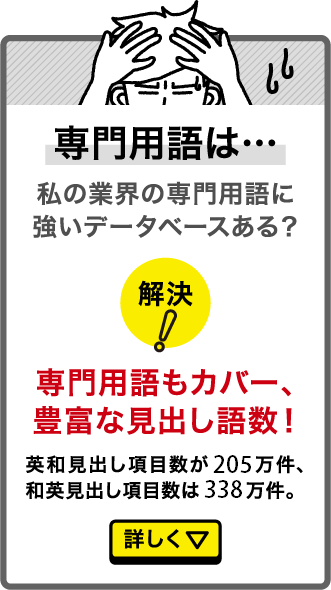 専門用語は…
私の業界の専門用語に
強いデータベースある？
解決
！
専門用語もカバー、
豊富な見出し語数！
英和見出し項目数が205万件、
和英見出し項目数は338万件。
詳しく▽